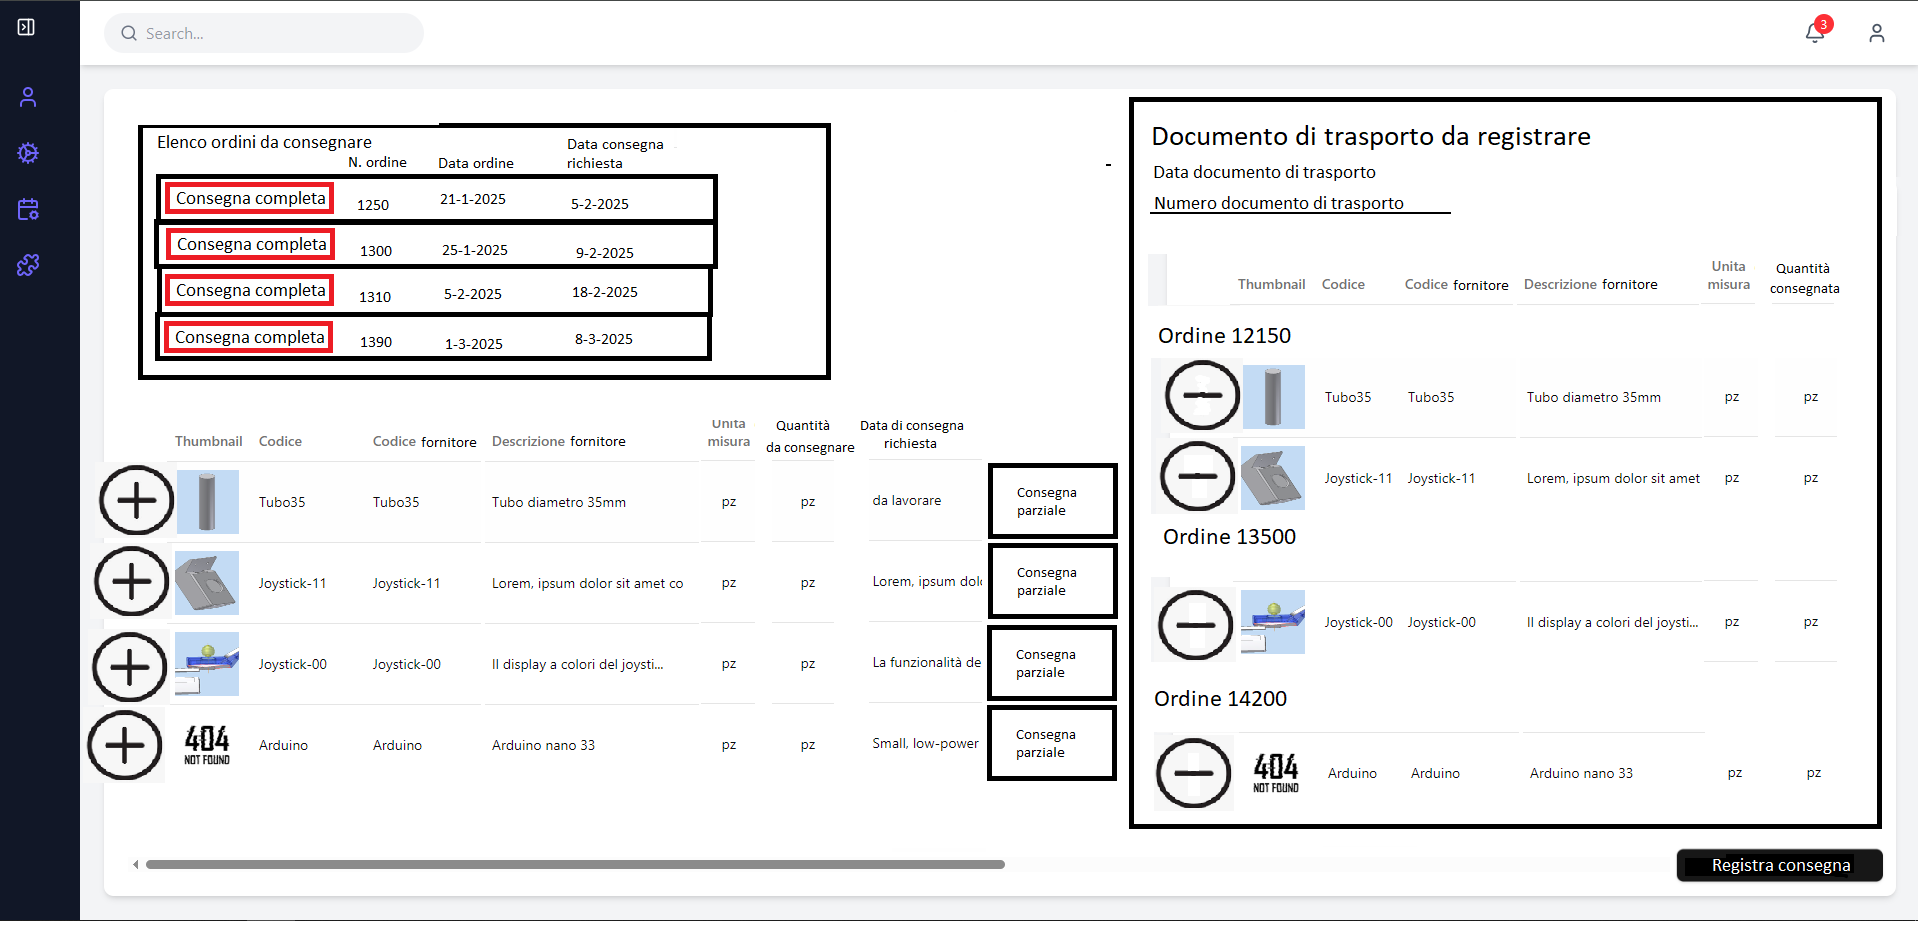 Search...
3
Elenco ordini da consegnare
N. ordine Data ordine Data consegna richiesta
Consegna completa 1250 21-1-2025 5-2-2025
Consegna completa 1300 25-1-2025 9-2-2025
Consegna completa 1310 5-2-2025 18-2-2025
Consegna completa 1390 1-3-2025 8-3-2025
Thumbnail Codice Codice fornitore Descrizione fornitore Unita misura Quantità da consegnare Data di consegna richiesta
Tubo35 Tubo35 Tubo diametro 35mm pz pz da lavorare Consegna parziale
Joystick-11 Joystick-11 Lorem, ipsum dolor sit amet co pz pz Lorem, ipsum dol Consegna parziale
Joystick-00 Joystick-00 Il display a colori del joysti... pz pz La funzionalità de Consegna parziale
404 NOT FOUND Arduino Arduino Arduino nano 33 pz pz Small, low-power Consegna parziale
Documento di trasporto da registrare
Data documento di trasporto
Numero documento di trasporto
Thumbnail Codice Codice fornitore Descrizione fornitore Unita misura Quantità consegnata
Ordine 12150
Tubo35 Tubo35 Tubo diametro 35mm pz pz
Joystick-11 Joystick-11 Lorem, ipsum dolor sit amet pz pz
Ordine 13500
Joystick-00 Joystick-00 Il display a colori del joysti... pz pz
Ordine 14200
404 NOT FOUND Arduino Arduino Arduino nano 33 pz pz
Registra consegna